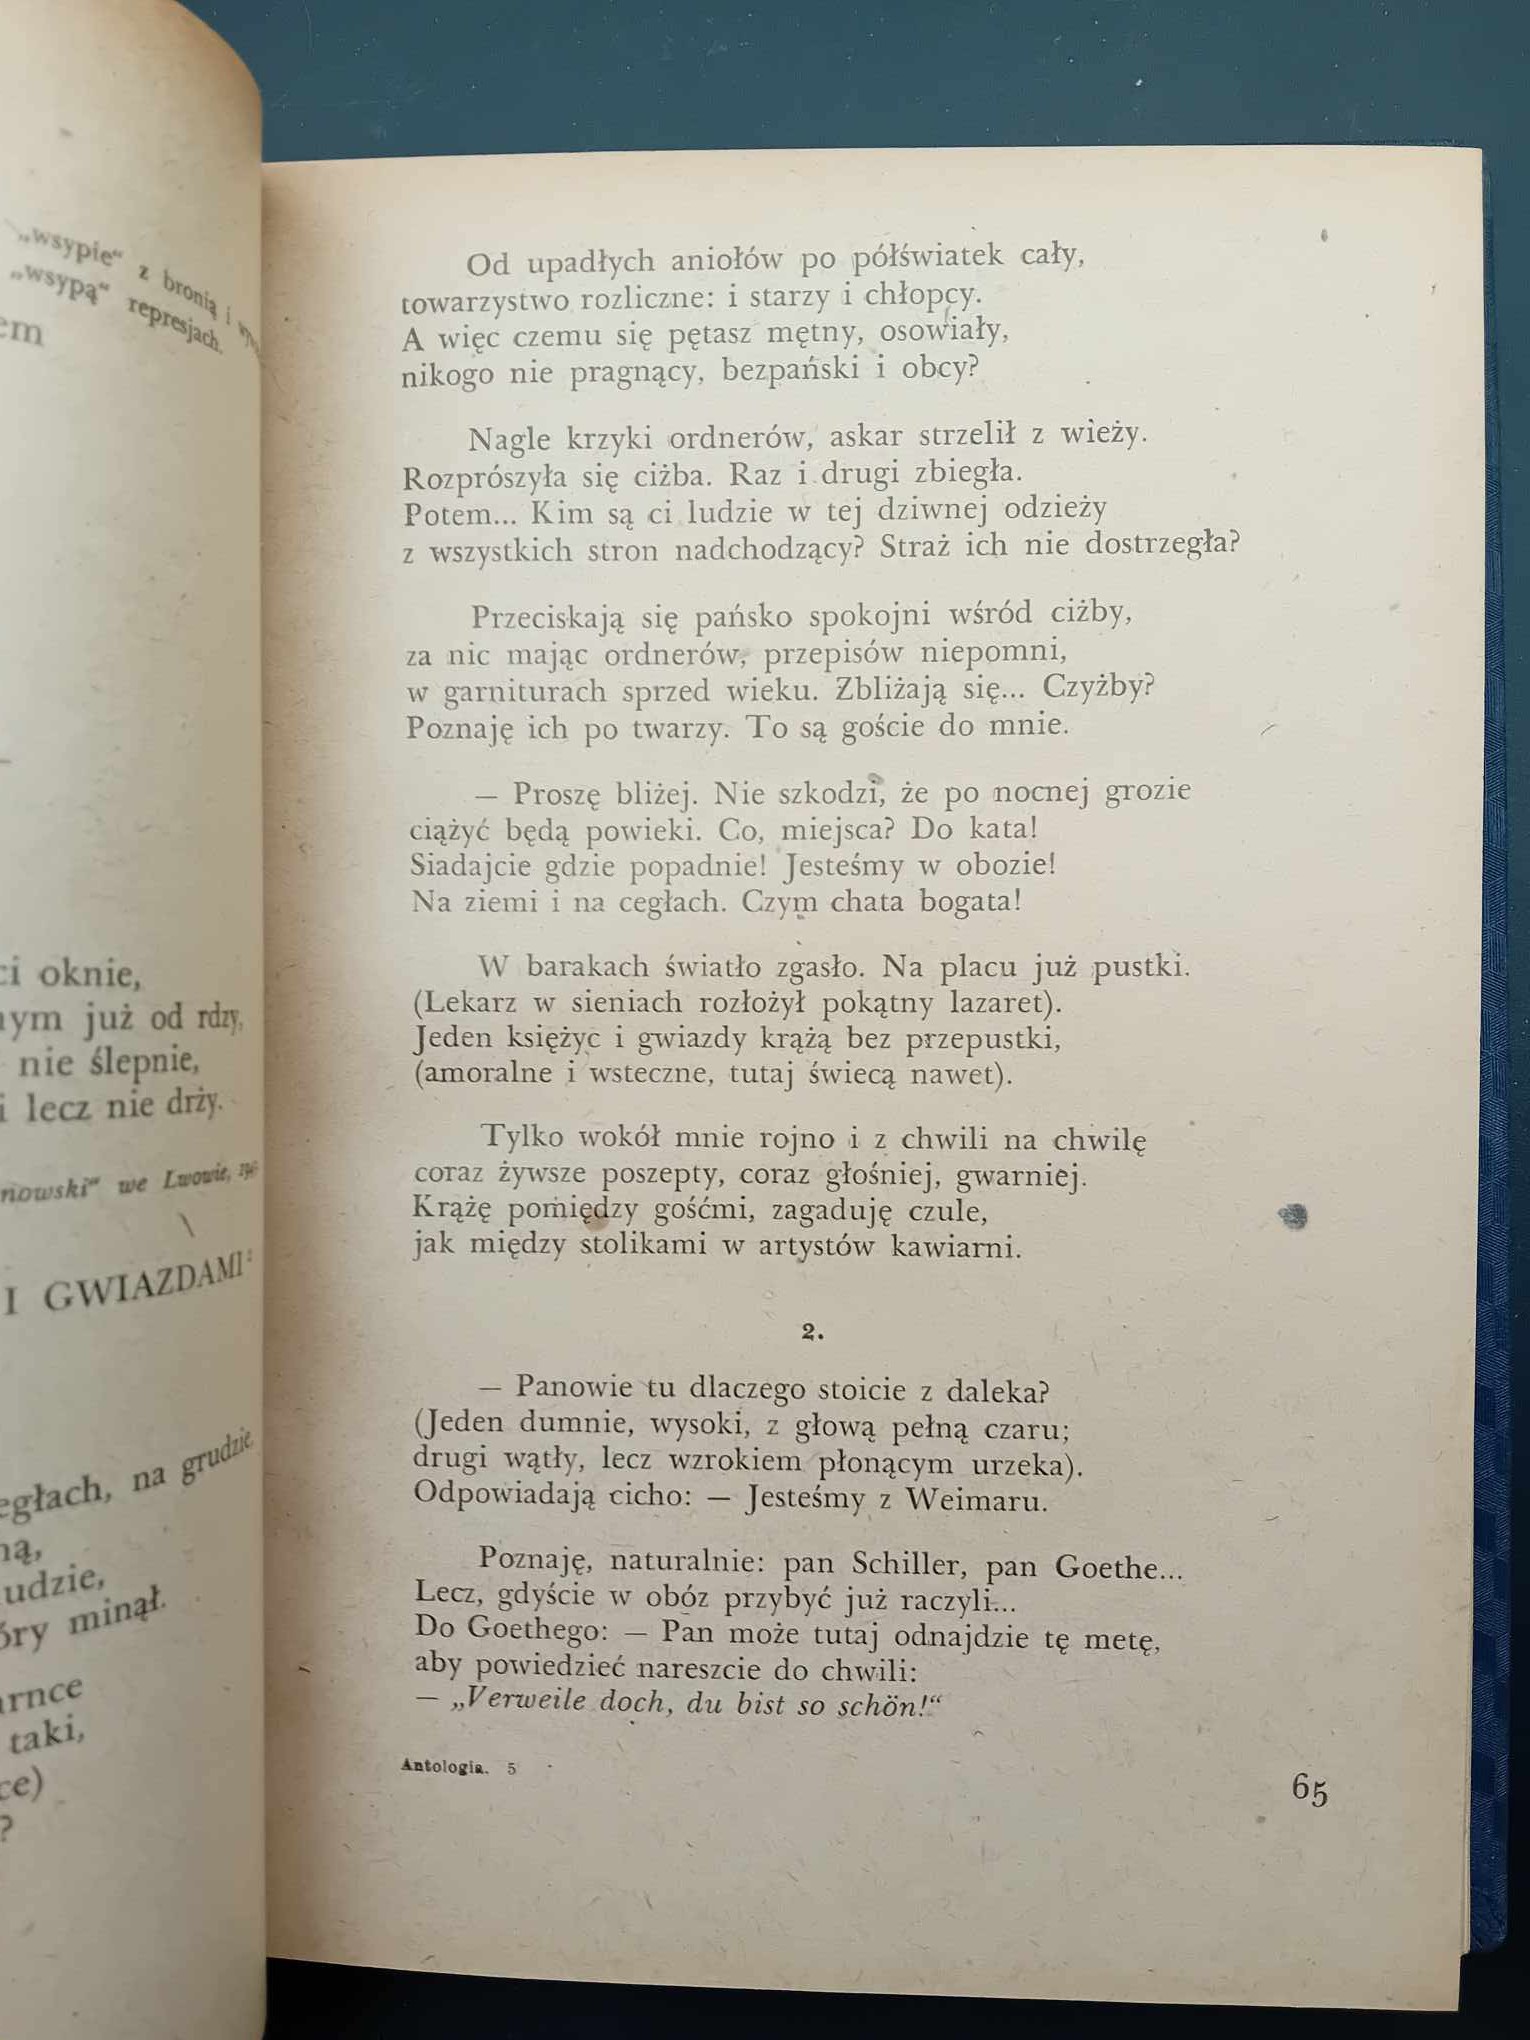 „wsypie“ z bronią i
„wsypą“ represjach.
oknie,
już od rdzy,
nie ślepnie,
lecz nie drży.
we Lwowie,
I GWIAZDAMI
na grudzie
minął.
taki,
?
Od upadłych aniołów po półświatek cały,
towarzystwo rozliczne: i starzy i chłopcy.
A więc czemu się pętasz mętny, osowiały,
nikogo nie pragnący, bezpański i obcy?
Nagle krzyki ordnerów, askar strzelił z wieży.
Rozprószyła się ciżba. Raz i drugi zbiegła.
Potem... Kim są ci ludzie w tej dziwnej odzieży
z wszystkich stron nadchodzący? Straż ich nie dostrzegła?
Przeciskają się pańsko spokojni wśród ciżby,
za nic mając ordnerów, przepisów niepomni,
w garniturach sprzed wieku. Zbliżają się... Czyżby?
Poznaję ich po twarzy. To są goście do mnie.
— Proszę bliżej. Nie szkodzi, że po nocnej grozie
ciążyć będą powieki. Co, miejsca? Do kata!
Siadajcie gdzie popadnie! Jesteśmy w obozie!
Na ziemi i na cegłach. Czym chata bogata!
W barakach światło zgasło. Na placu już pustki.
(Lekarz w sieniach rozłożył pokątny lazaret).
Jeden księżyc i gwiazdy krążą bez przepustki,
(amoralne i wsteczne, tutaj świecą nawet).
Tylko wokół mnie rojno i z chwili na chwilę
coraz żywsze poszepty, coraz głośniej, gwarniej.
Krążę pomiędzy gośćmi, zagaduję czule,
jak między stolikami w artystów kawiarni.
2.
— Panowie tu dlaczego stoicie z daleka?
(Jeden dumnie, wysoki, z głową pełną czaru;
drugi wątły, lecz wzrokiem płonącym urzeka).
Odpowiadają cicho: — Jesteśmy z Weimaru.
Poznaję, naturalnie: pan Schiller, pan Goethe...
Lecz, gdyście w obóz przybyć już raczyli...
Do Goethego: — Pan może tutaj odnajdzie tę metę,
aby powiedzieć nareszcie do chwili:
— „Verweile doch, du bist so schön!“
Antologia. 5
65